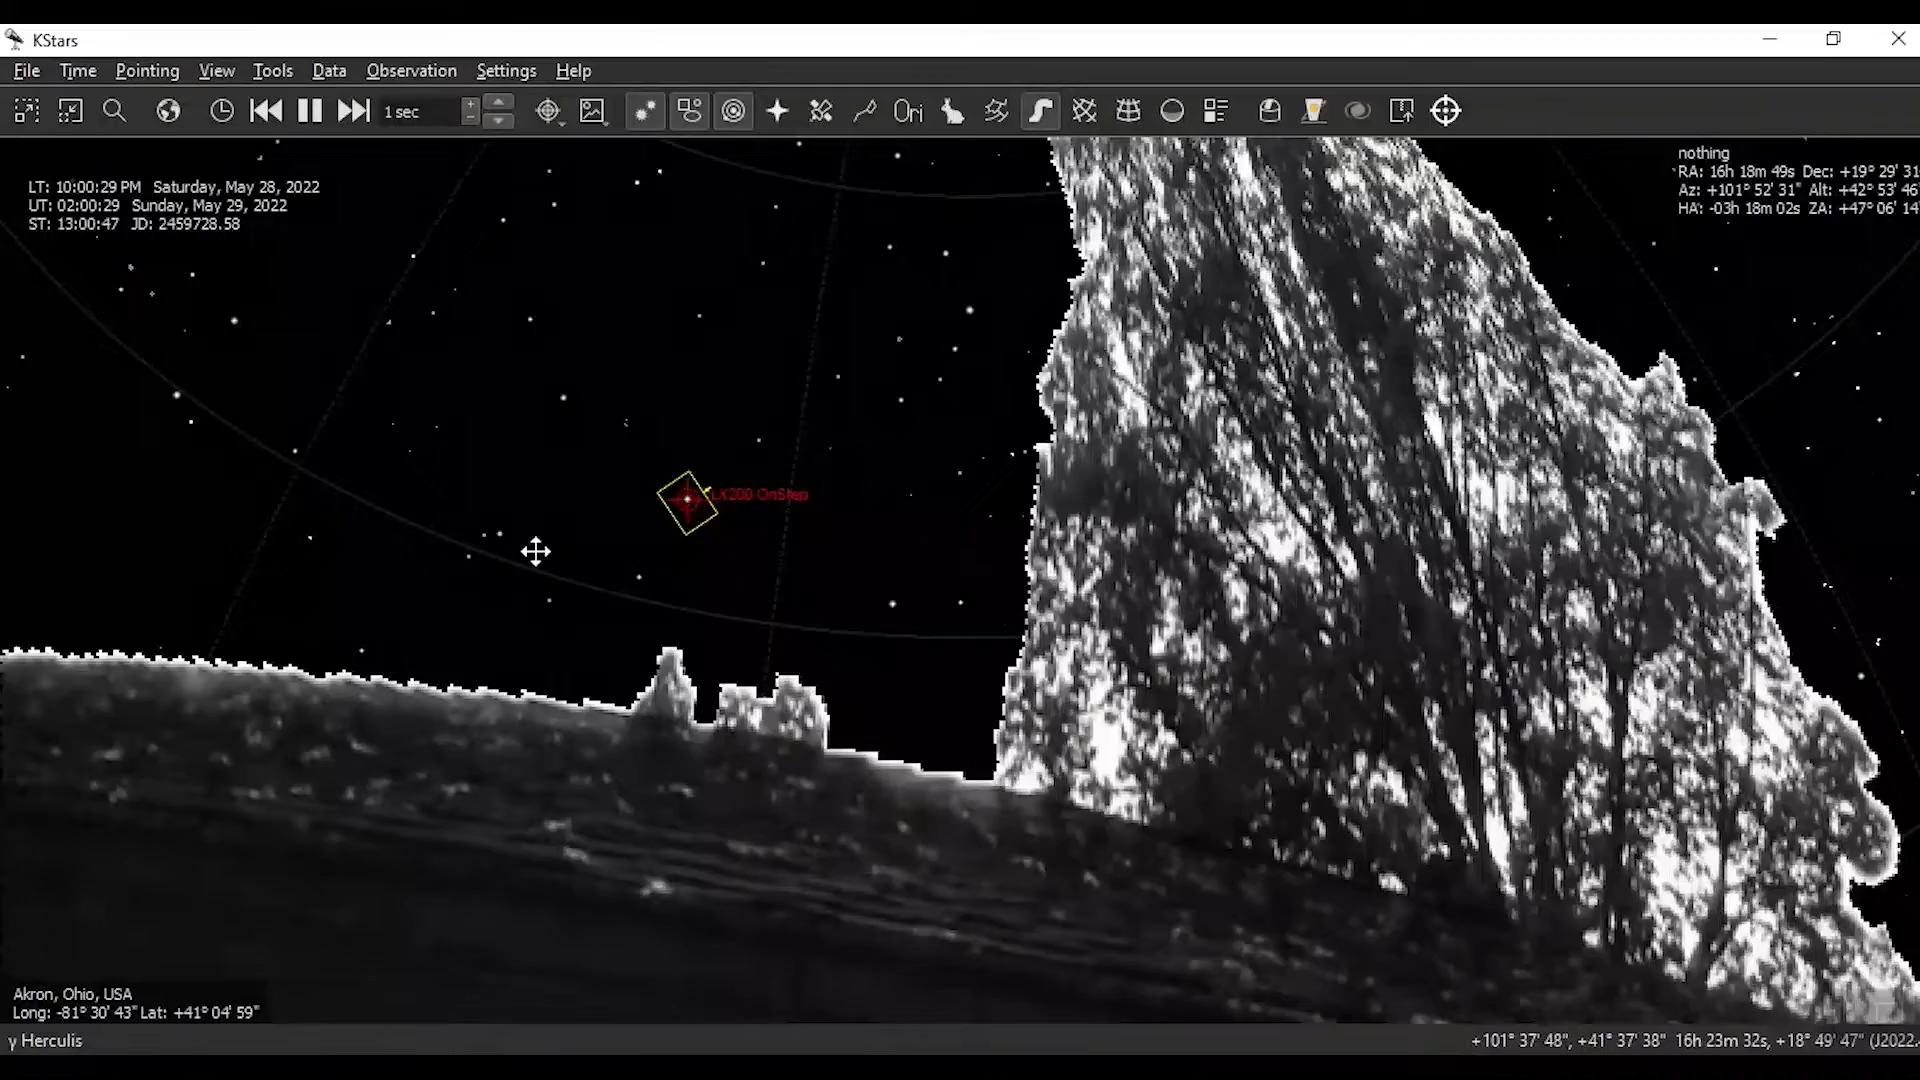 KStars
File Time Pointing View Tools Data Observation Settings Help
1 sec
Ori
LT: 10:00:29 PM Saturday, May 28, 2022
UT: 02:00:29 Sunday, May 29, 2022
ST: 13:00:47 JD: 2459728.58
nothing
RA: 16h 18m 49s Dec: +19° 29' 31
Az: +101° 52' 31" Alt: +42° 53' 46
HA: -03h 18m 02s ZA: +47° 06' 14
LX200 OnStep
Akron, Ohio, USA
Long: -81° 30' 43" Lat: +41° 04' 59"
γ Herculis
+101° 37' 48", +41° 37' 38" 16h 23m 32s, +18° 49' 47" (J2022.